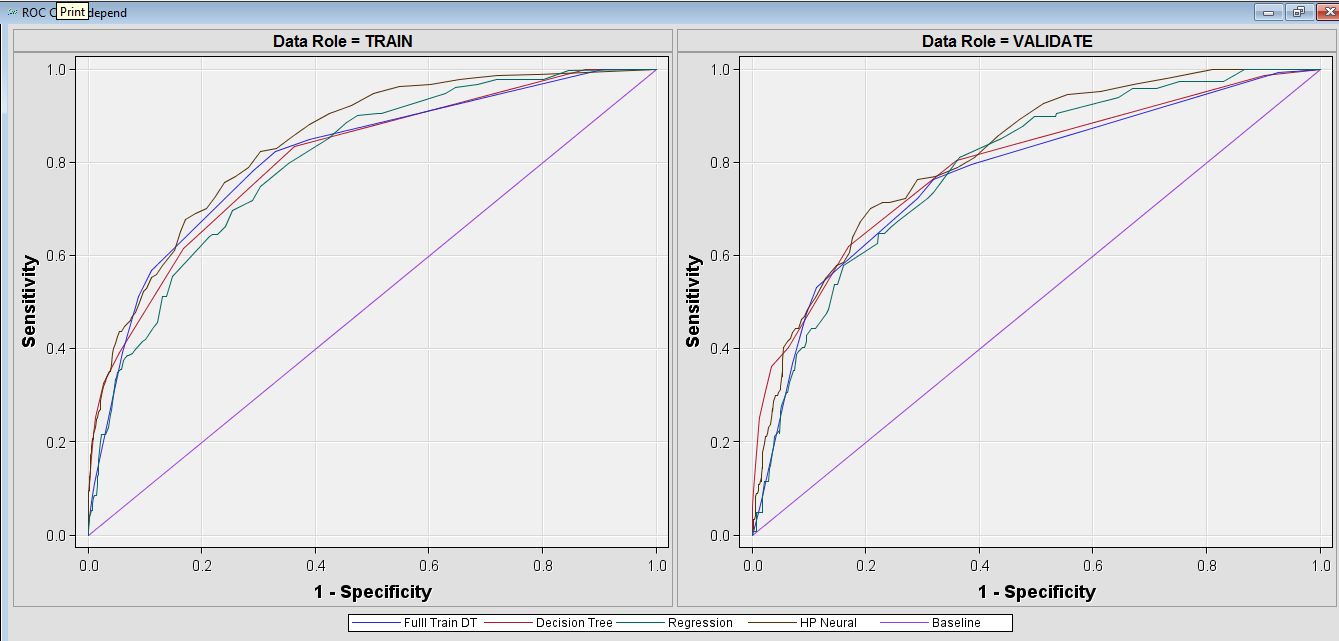 ROC C Print depend
Data Role = TRAIN
Data Role = VALIDATE
1.0
0.8
0.6
0.4
0.2
0.0
Sensitivity
0.0 0.2 0.4 0.6 0.8 1.0
1 - Specificity
1.0
0.8
0.6
0.4
0.2
0.0
Sensitivity
0.0 0.2 0.4 0.6 0.8 1.0
1 - Specificity
Fulll Train DT Decision Tree Regression HP Neural Baseline